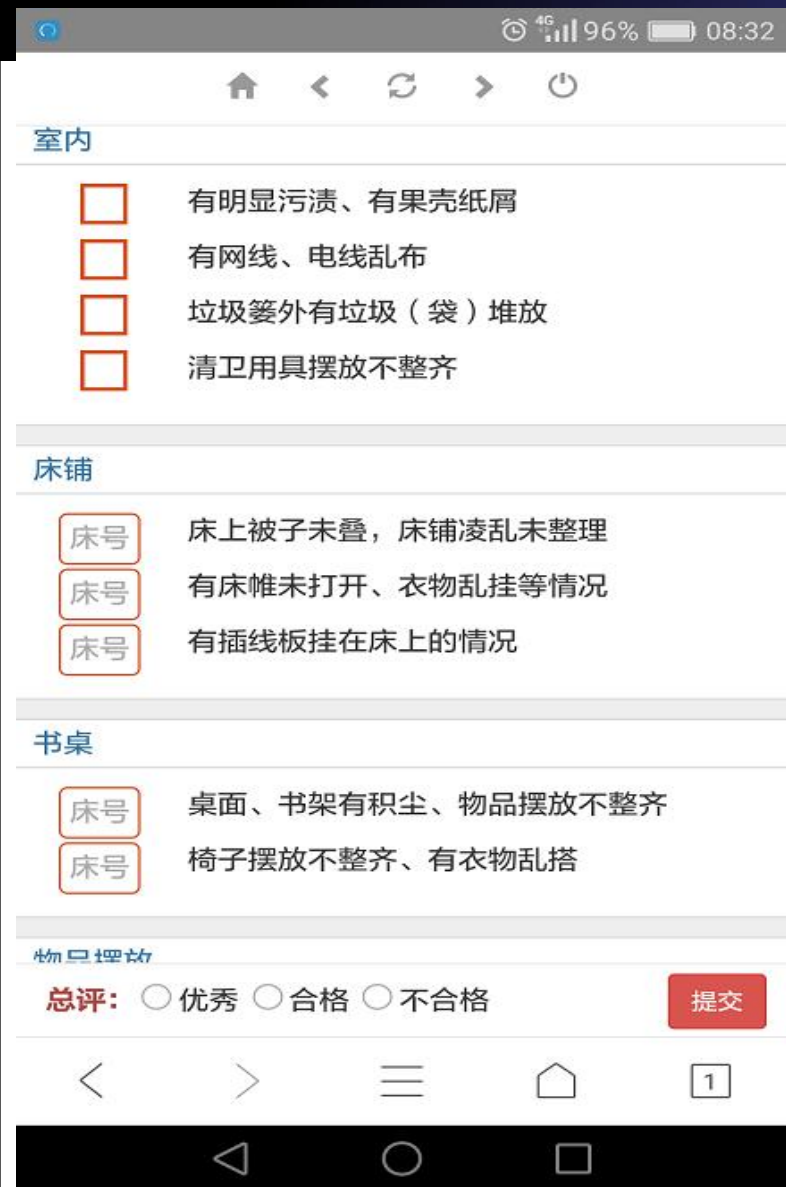 4G 96% 08:32
室内
有明显污渍、有果壳纸屑
有网线、电线乱布
垃圾篓外有垃圾（袋）堆放
清卫用具摆放不整齐
床铺
床号 床上被子未叠，床铺凌乱未整理
床号 有床帷未打开、衣物乱挂等情况
床号 有插线板挂在床上的情况
书桌
床号 桌面、书架有积尘、物品摆放不整齐
床号 椅子摆放不整齐、有衣物乱搭
物品摆放
总评： 优秀 合格 不合格 提交
1